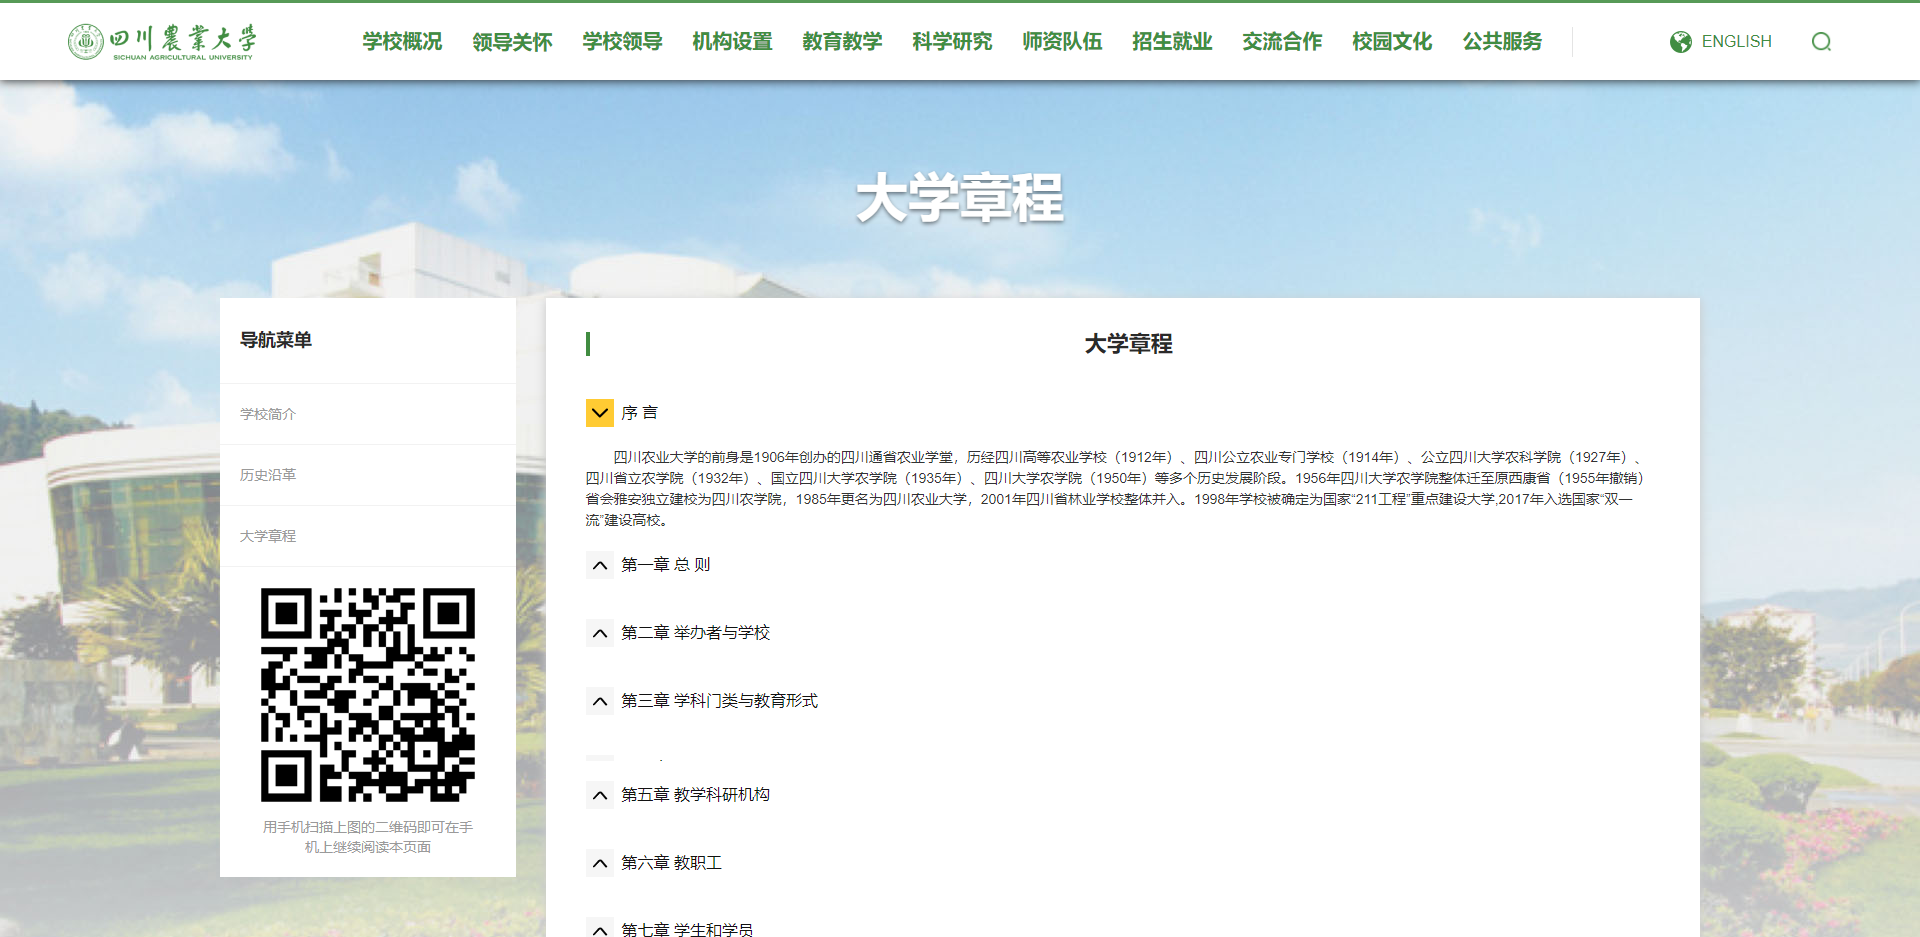 四川農業大学
SICHUAN AGRICULTURAL UNIVERSITY
学校概况 领导关怀 学校领导 机构设置 教育教学 科学研究 师资队伍 招生就业 交流合作 校园文化 公共服务 ENGLISH
大学章程
导航菜单
学校简介
历史沿革
大学章程
用手机扫描上图的二维码即可在手
机上继续阅读本页面
大学章程
序 言
四川农业大学的前身是1906年创办的四川通省农业学堂，历经四川高等农业学校（1912年）、四川公立农业专门学校（1914年）、公立四川大学农科学院（1927年）、
四川省立农学院（1932年）、国立四川大学农学院（1935年）、四川大学农学院（1950年）等多个历史发展阶段。1956年四川大学农学院整体迁至原西康省（1955年撤销）
省会雅安独立建校为四川农学院，1985年更名为四川农业大学，2001年四川省林业学校整体并入。1998年学校被确定为国家“211工程”重点建设大学,2017年入选国家“双一
流”建设高校。
第一章 总 则
第二章 举办者与学校
第三章 学科门类与教育形式
第五章 教学科研机构
第六章 教职工
第七章 学生和学员